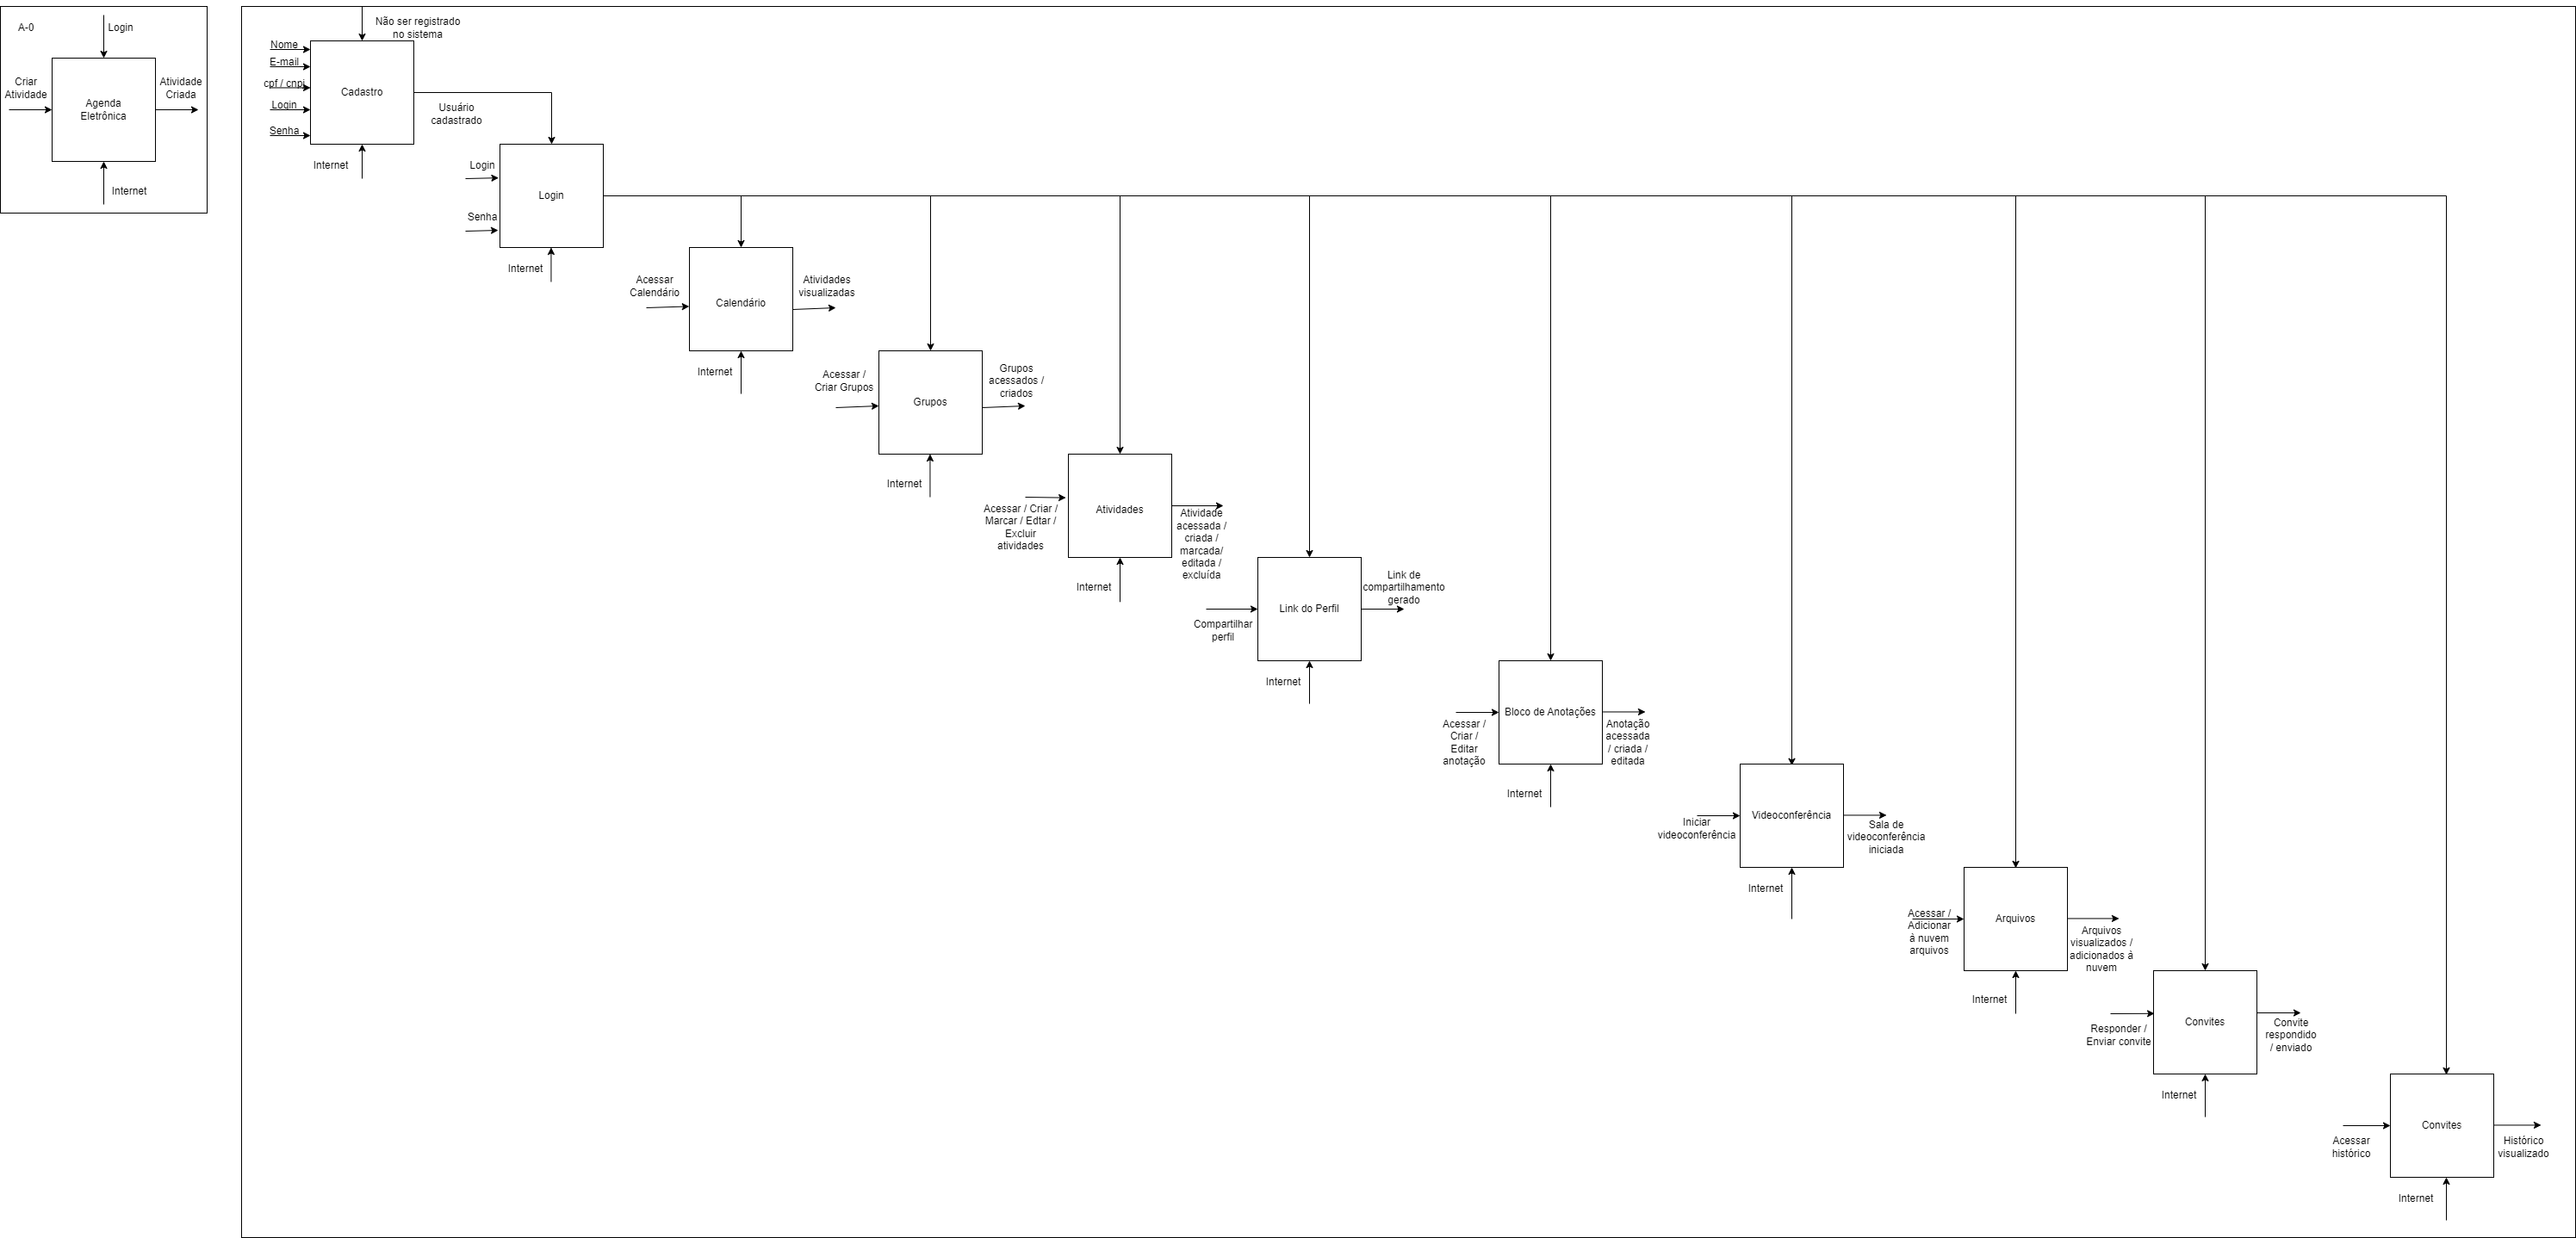 A-0
Login
Criar
Atividade
Agenda
Eletrônica
Atividade
Criada
Internet
Não ser registrado
no sistema
Nome
E-mail
cpf / cnpj
Login
Senha
Cadastro
Usuário
cadastrado
Internet
Login
Senha
Login
Internet
Acessar
Calendário
Calendário
Atividades
visualizadas
Internet
Acessar /
Criar Grupos
Grupos
Grupos
acessados /
criados
Internet
Acessar / Criar /
Marcar / Edtar /
Excluir
atividades
Atividades
Atividade
acessada /
criada /
marcada/
editada /
excluída
Internet
Compartilhar
perfil
Link do Perfil
Link de
compartilhamento
gerado
Internet
Acessar /
Criar /
Editar
anotação
Bloco de Anotações
Anotação
acessada
/ criada /
editada
Internet
Iniciar
videoconferência
Videoconferência
Sala de
videoconferência
iniciada
Internet
Acessar /
Adicionar
à nuvem
arquivos
Arquivos
Arquivos
visualizados /
adicionados à
nuvem
Internet
Responder /
Enviar convite
Convites
Convite
respondido
/ enviado
Internet
Acessar
histórico
Convites
Histórico
visualizado
Internet